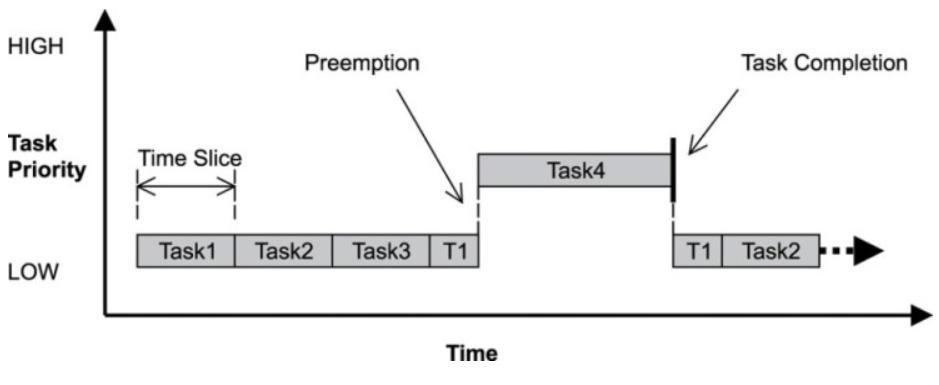 HIGH
Preemption
Task Completion
Task
Priority
Time Slice
Task4
Task1
Task2
Task3
T1
T1
Task2
LOW
Time